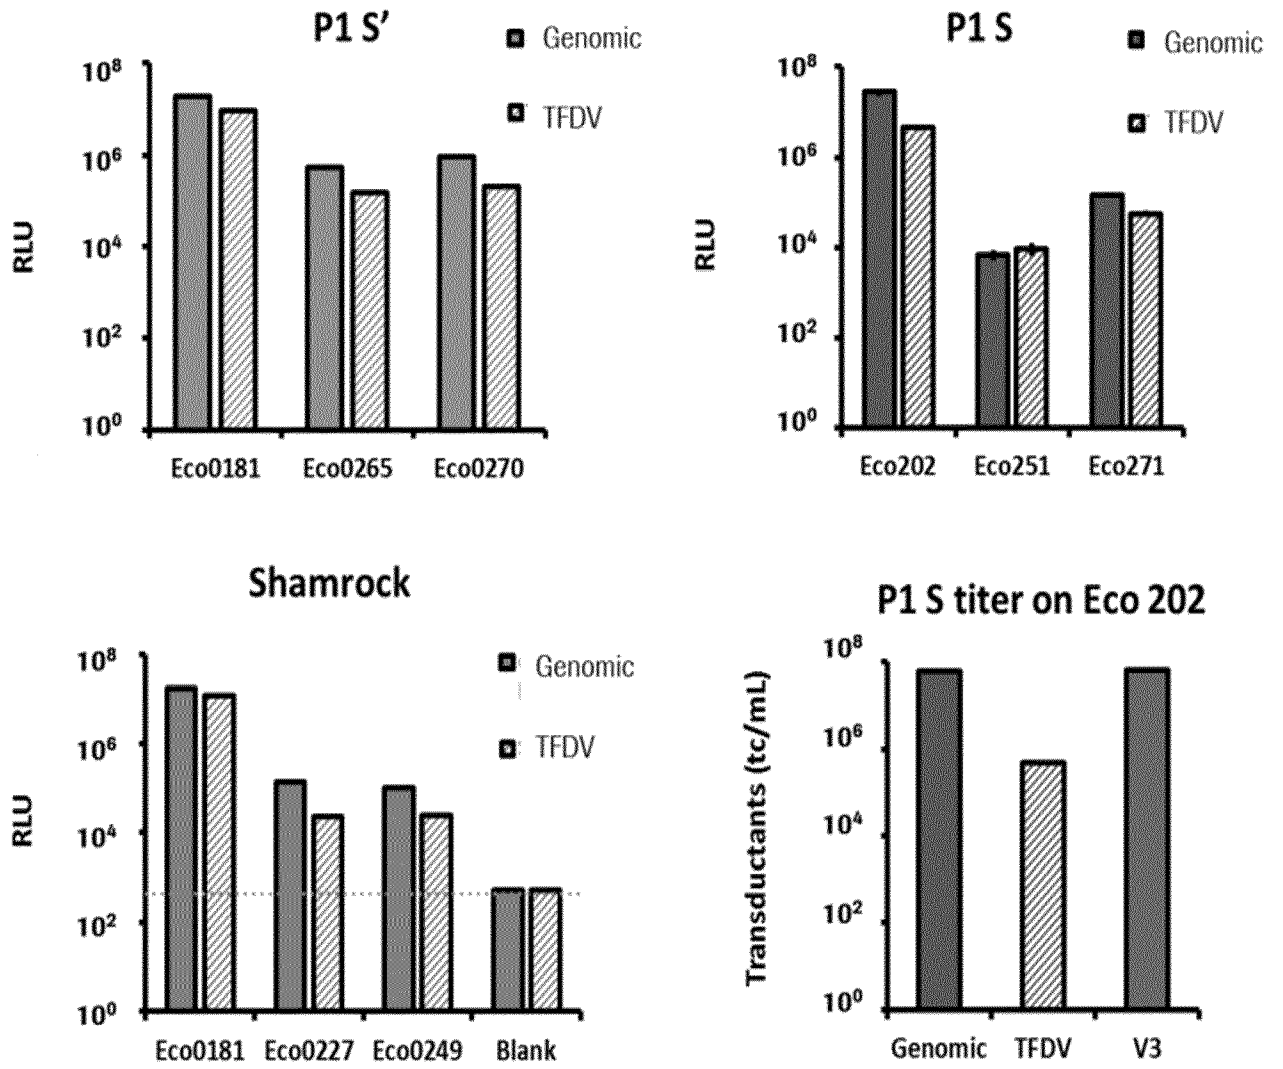 P1 S’
Genomic
TFDV
10⁸
10⁶
10⁴
10²
10⁰
RLU
Eco0181 Eco0265 Eco0270
P1 S
Genomic
TFDV
10⁸
10⁶
10⁴
10²
10⁰
RLU
Eco202 Eco251 Eco271
Shamrock
Genomic
TFDV
10⁸
10⁶
10⁴
10²
10⁰
RLU
Eco0181 Eco0227 Eco0249 Blank
P1 S titer on Eco 202
10⁸
10⁶
10⁴
10²
10⁰
Transductants (tc/mL)
Genomic TFDV V3